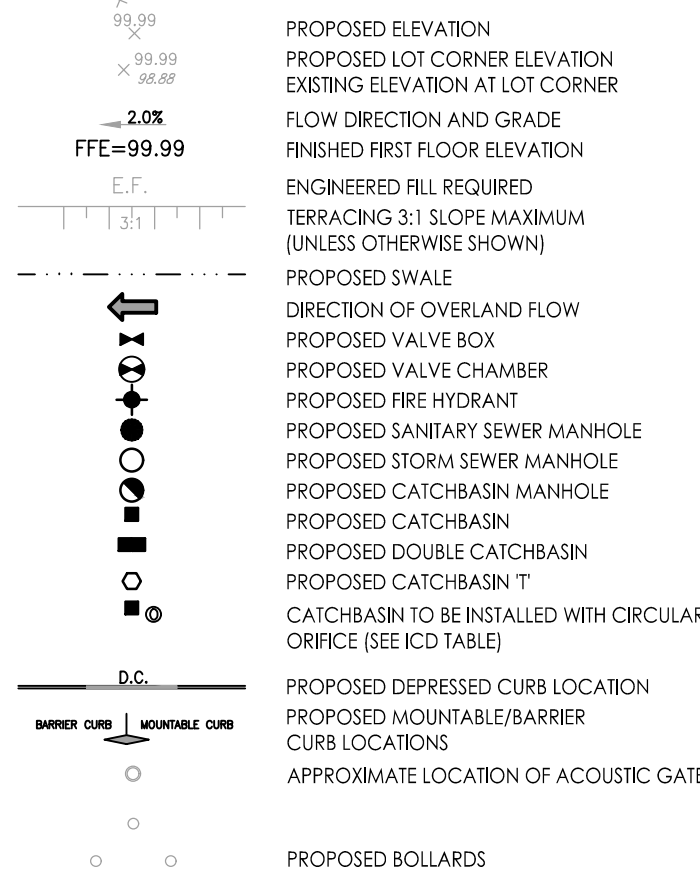 99.99 PROPOSED ELEVATION
99.99 PROPOSED LOT CORNER ELEVATION
98.88 EXISTING ELEVATION AT LOT CORNER
2.0% FLOW DIRECTION AND GRADE
FFE=99.99 FINISHED FIRST FLOOR ELEVATION
E.F. ENGINEERED FILL REQUIRED
3:1 TERRACING 3:1 SLOPE MAXIMUM
(UNLESS OTHERWISE SHOWN)
PROPOSED SWALE
DIRECTION OF OVERLAND FLOW
PROPOSED VALVE BOX
PROPOSED VALVE CHAMBER
PROPOSED FIRE HYDRANT
PROPOSED SANITARY SEWER MANHOLE
PROPOSED STORM SEWER MANHOLE
PROPOSED CATCHBASIN MANHOLE
PROPOSED CATCHBASIN
PROPOSED DOUBLE CATCHBASIN
PROPOSED CATCHBASIN 'T'
CATCHBASIN TO BE INSTALLED WITH CIRCULAR
ORIFICE (SEE ICD TABLE)
D.C. PROPOSED DEPRESSED CURB LOCATION
BARRIER CURB MOUNTABLE CURB PROPOSED MOUNTABLE/BARRIER
CURB LOCATIONS
APPROXIMATE LOCATION OF ACOUSTIC GATE
PROPOSED BOLLARDS